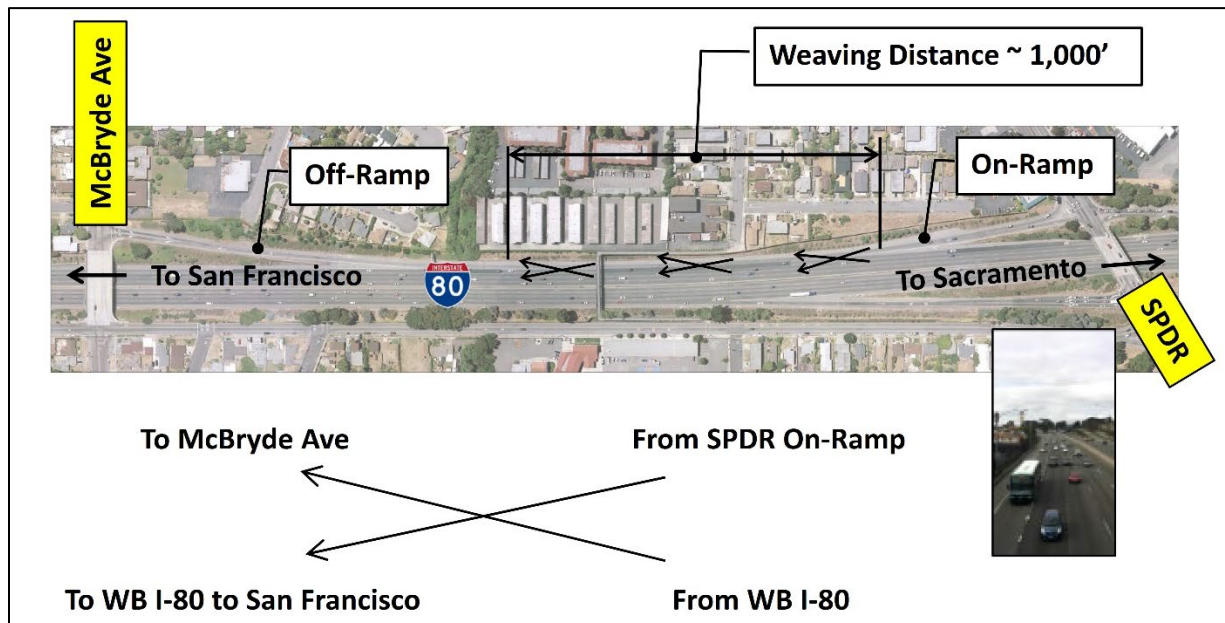 McBryde Ave
Weaving Distance ~ 1,000’
Off-Ramp
On-Ramp
To San Francisco
INTERSTATE
80
To Sacramento
SPDR
To McBryde Ave
From SPDR On-Ramp
To WB I-80 to San Francisco
From WB I-80